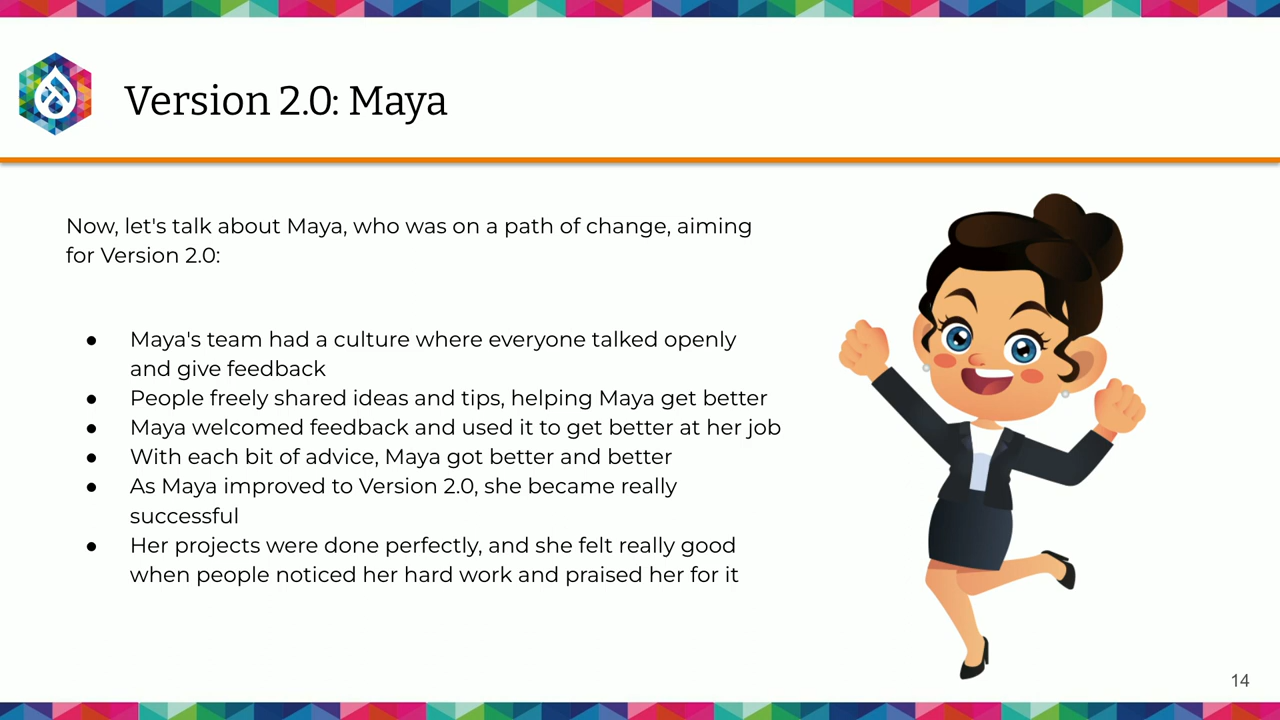 Version 2.0: Maya
Now, let's talk about Maya, who was on a path of change, aiming
for Version 2.0:
● Maya's team had a culture where everyone talked openly
and give feedback
● People freely shared ideas and tips, helping Maya get better
● Maya welcomed feedback and used it to get better at her job
● With each bit of advice, Maya got better and better
● As Maya improved to Version 2.0, she became really
successful
● Her projects were done perfectly, and she felt really good
when people noticed her hard work and praised her for it
14